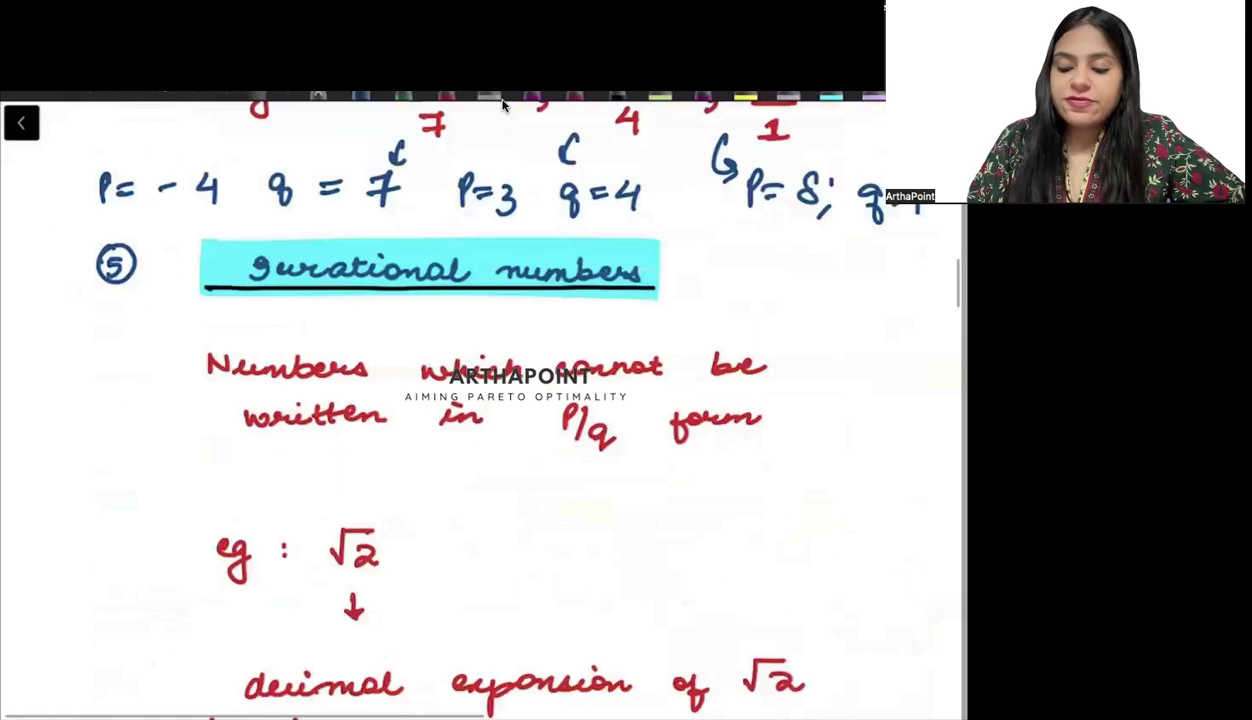 7 4 1
P = - 4 q = 7 P=3 q=4 P= 8;
ArthaPoint
5 Irrational numbers
Numbers which cannot be
ARTHAPOINT
AIMING PARETO OPTIMALITY
written in P/q form
eg : √2
↓
decimal expansion of √2